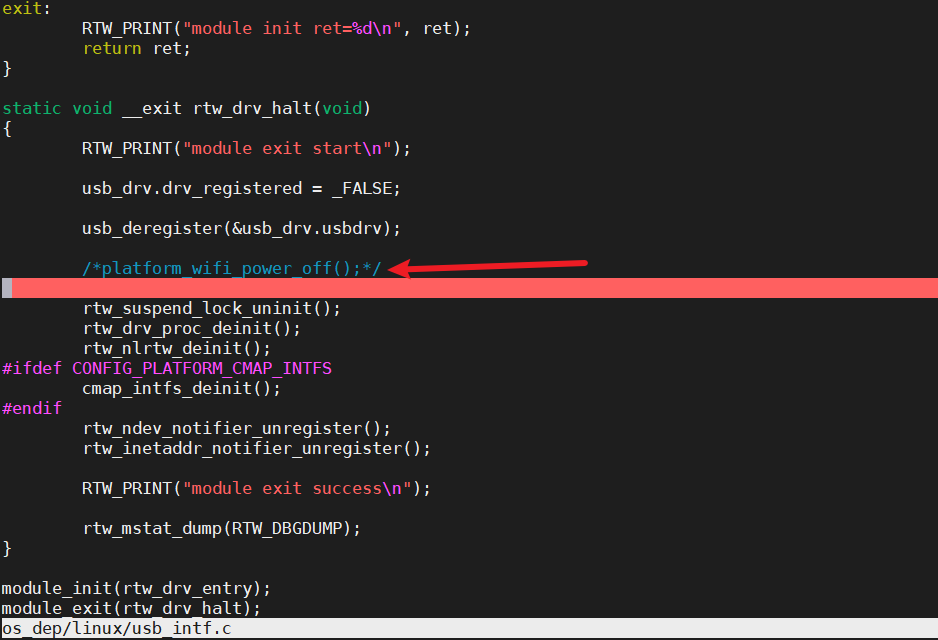 exit:
        RTW_PRINT("module init ret=%d\n", ret);
        return ret;
}
static void __exit rtw_drv_halt(void)
{
        RTW_PRINT("module exit start\n");
        usb_drv.drv_registered = _FALSE;
        usb_deregister(&usb_drv.usbdrv);
        /*platform_wifi_power_off();*/
        rtw_suspend_lock_uninit();
        rtw_drv_proc_deinit();
        rtw_nlrtw_deinit();
#ifdef CONFIG_PLATFORM_CMAP_INTFS
        cmap_intfs_deinit();
#endif
        rtw_ndev_notifier_unregister();
        rtw_inetaddr_notifier_unregister();
        RTW_PRINT("module exit success\n");
        rtw_mstat_dump(RTW_DBGDUMP);
}
module_init(rtw_drv_entry);
module_exit(rtw_drv_halt);
os_dep/linux/usb_intf.c